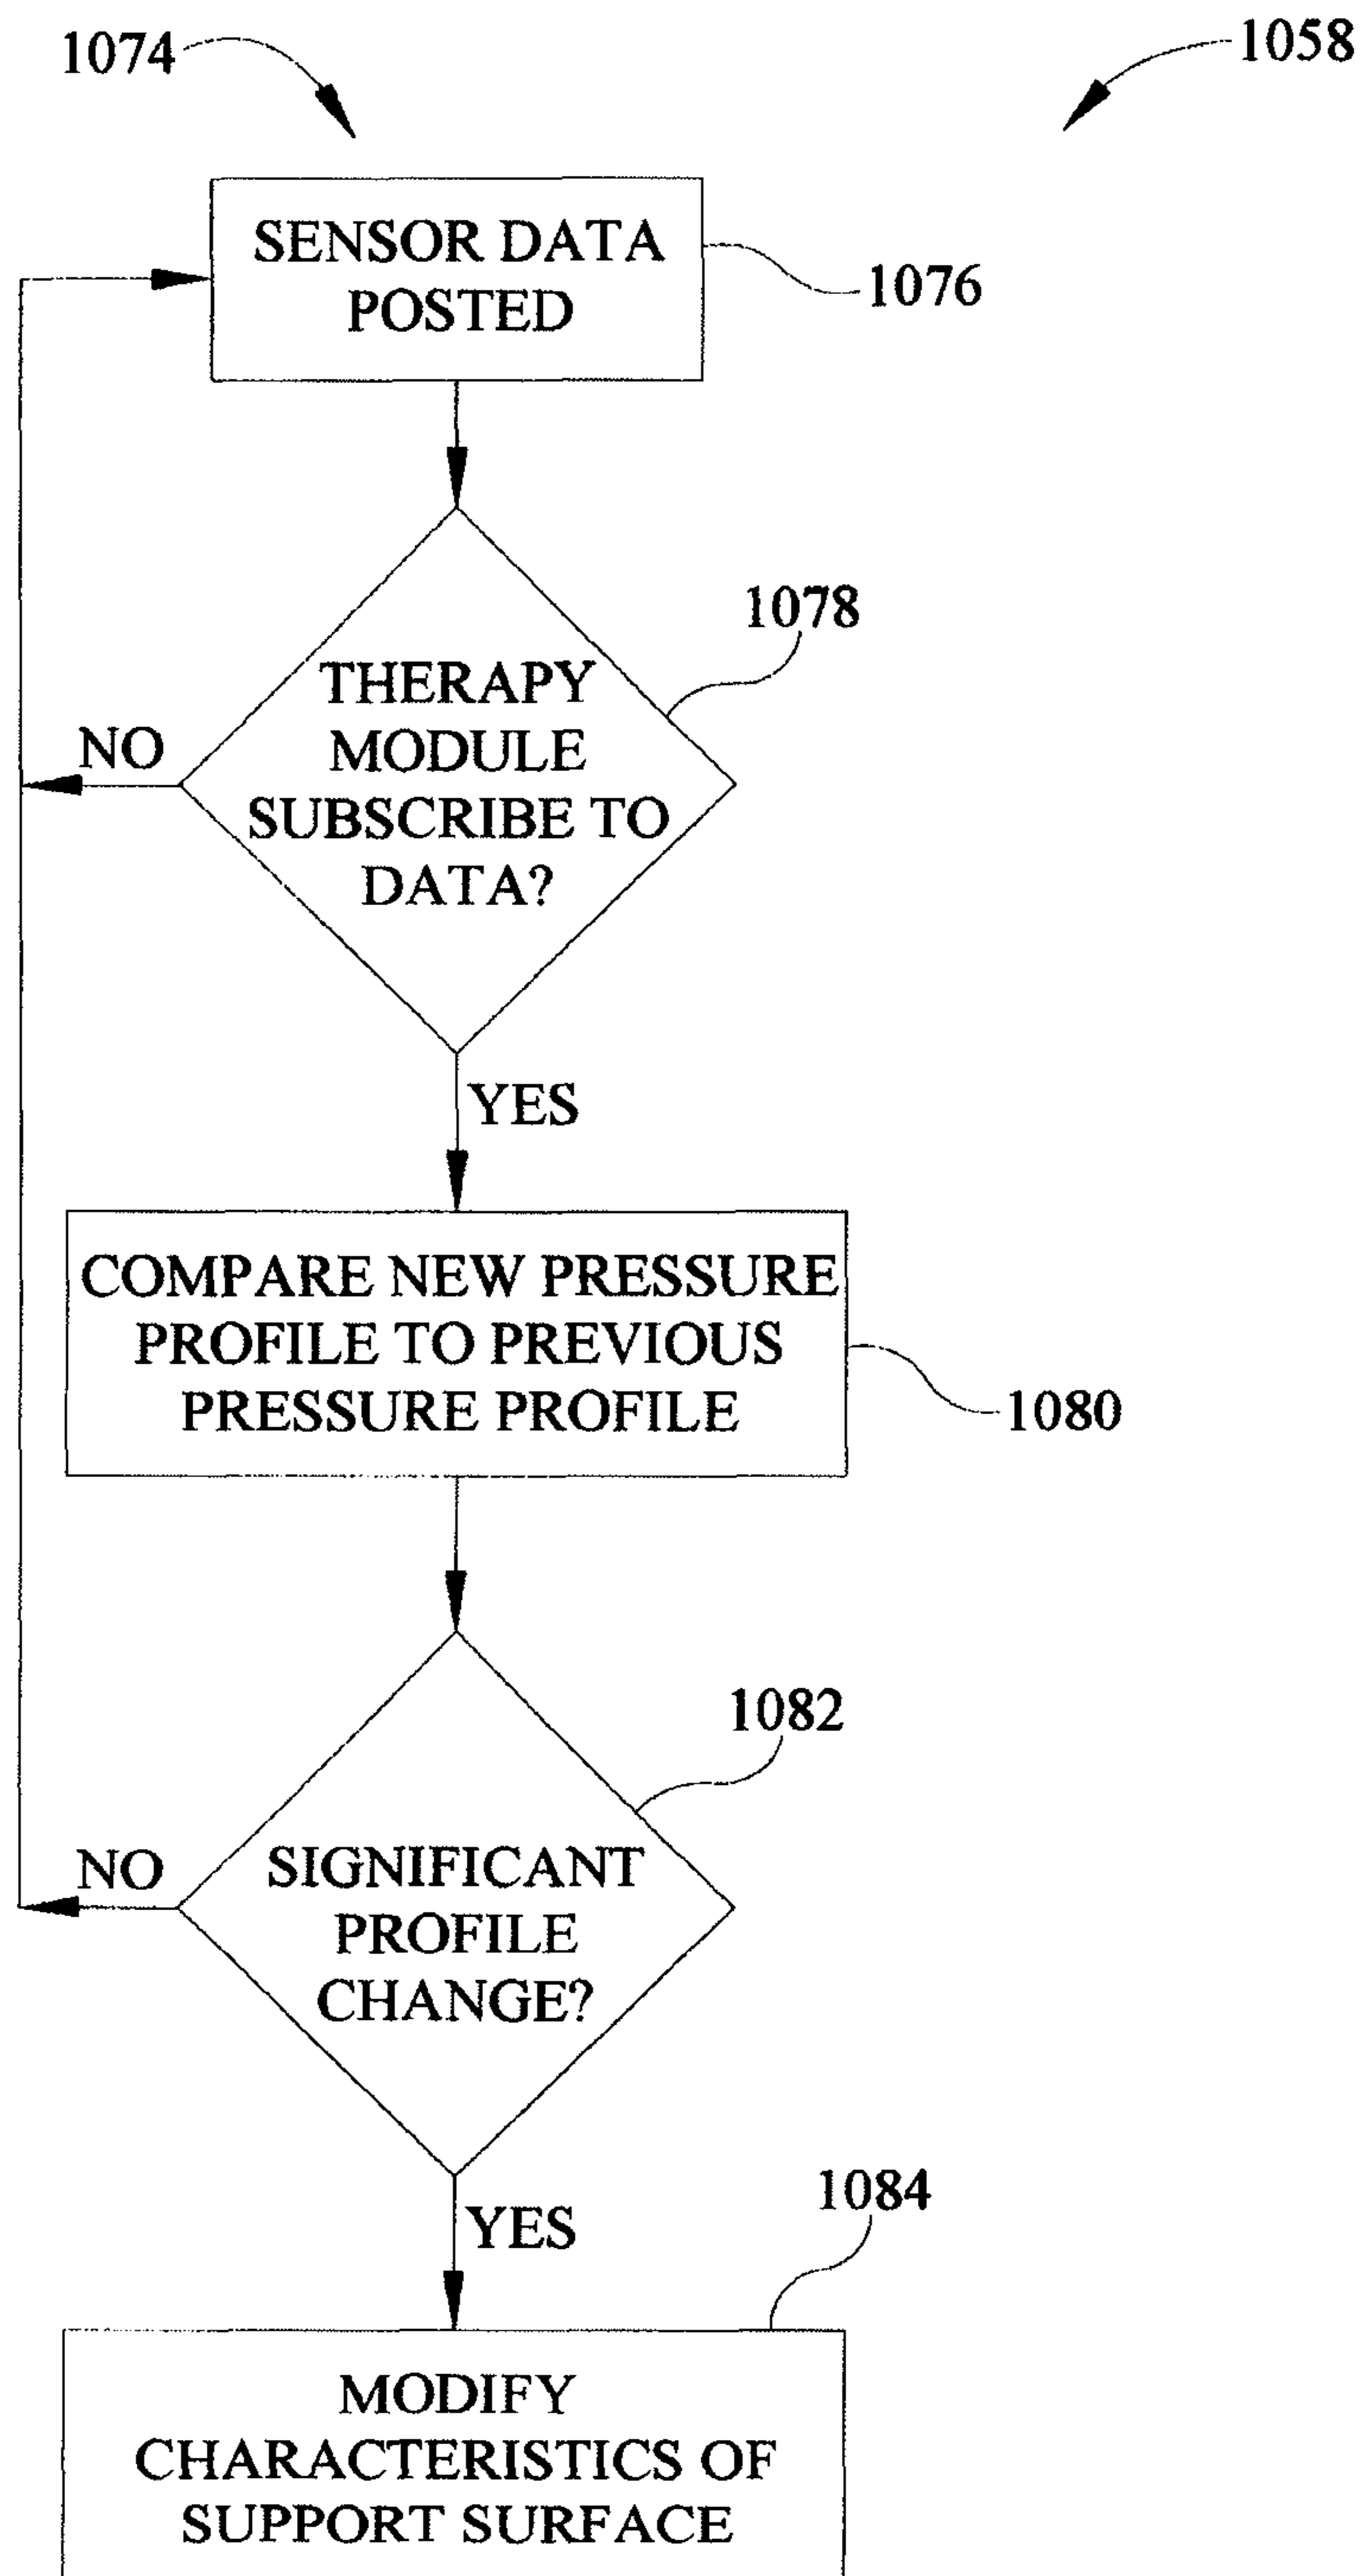 1074
1058
SENSOR DATA
POSTED
1076
1078
THERAPY
MODULE
SUBSCRIBE TO
DATA?
NO
YES
COMPARE NEW PRESSURE
PROFILE TO PREVIOUS
PRESSURE PROFILE
1080
1082
SIGNIFICANT
PROFILE
CHANGE?
NO
YES
1084
MODIFY
CHARACTERISTICS OF
SUPPORT SURFACE